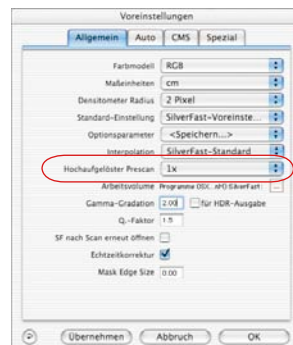 Voreinstellungen
Allgemein Auto CMS Spezial
Farbmodell RGB
Maßeinheiten cm
Densitometer Radius 2 Pixel
Standard-Einstellung SilverFast-Voreinste...
Optionsparameter <Speichern...>
Interpolation SilverFast-Standard
Hochaufgelöster Prescan 1x
Arbeitsvolume Programme OSX...
Gamma-Gradation 2.00 für HDR-Ausgabe
Q.-Faktor 1.5
SF nach Scan erneut öffnen
Echtzeitkorrektur
Mask Edge Size 0.00
Übernehmen Abbruch OK